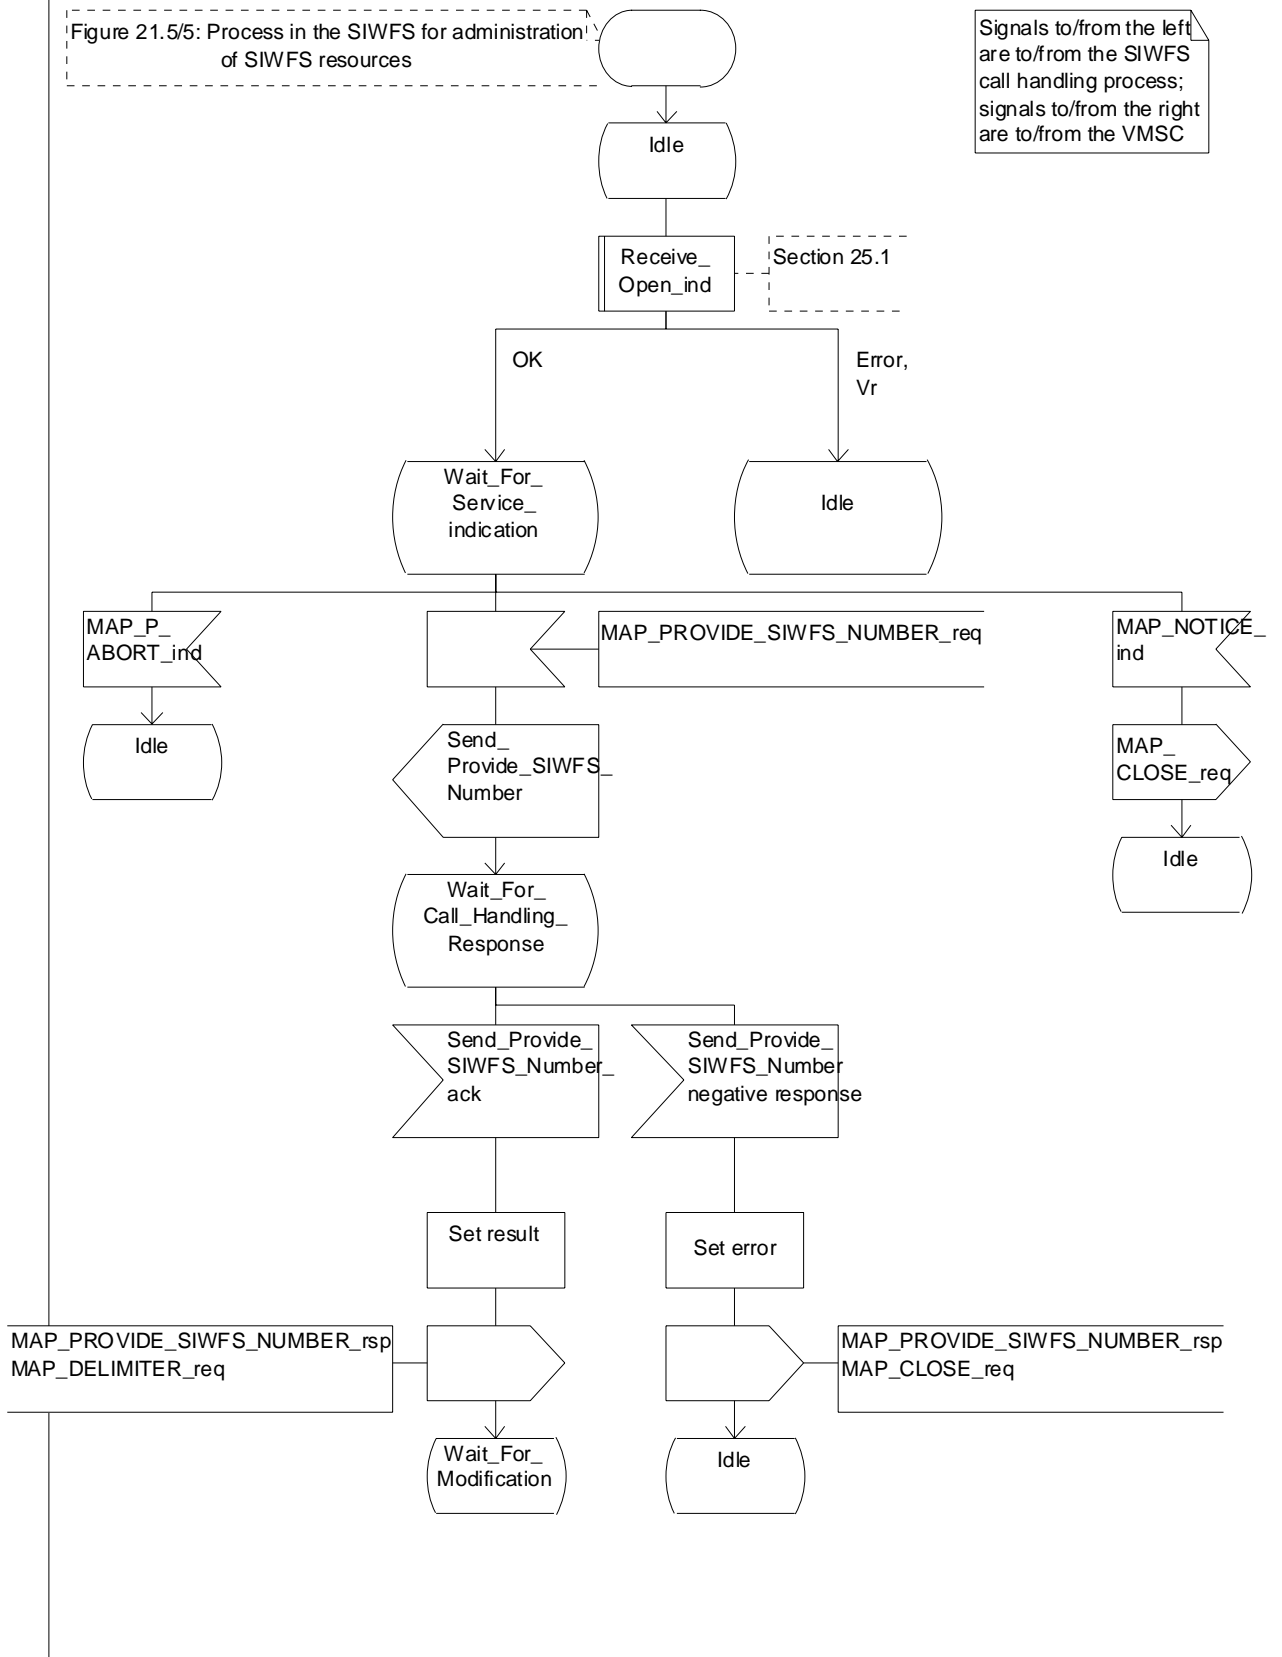 Figure 21.5/5: Process in the SIWFS for administration
of SIWFS resources
Signals to/from the left
are to/from the SIWFS
call handling process;
signals to/from the right
are to/from the VMSC
Idle
Receive_
Open_ind
Section 25.1
OK
Error,
Vr
Wait_For_
Service_
indication
Idle
MAP_P_
ABORT_ind
MAP_PROVIDE_SIWFS_NUMBER_req
MAP_NOTICE_
ind
Idle
Send_
Provide_SIWFS_
Number
MAP_
CLOSE_req
Idle
Wait_For_
Call_Handling_
Response
Send_Provide_
SIWFS_Number_
ack
Send_Provide_
SIWFS_Number
negative response
Set result
Set error
MAP_PROVIDE_SIWFS_NUMBER_rsp
MAP_DELIMITER_req
MAP_PROVIDE_SIWFS_NUMBER_rsp
MAP_CLOSE_req
Wait_For_
Modification
Idle